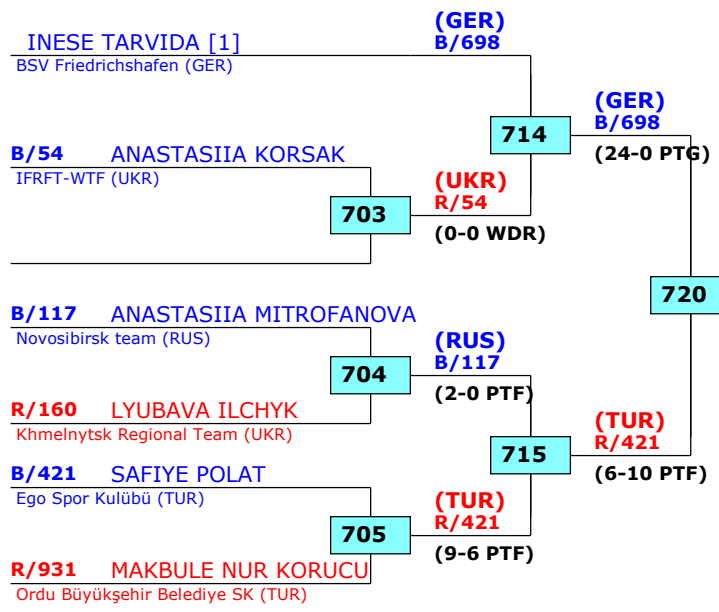 INESE TARVIDA [1]
BSV Friedrichshafen (GER)
(GER)
B/698
714
(GER)
B/698
(24-0 PTG)
B/54 ANASTASIIA KORSAK
IFRFT-WTF (UKR)
703
(UKR)
R/54
(0-0 WDR)
720
B/117 ANASTASIIA MITROFANOVA
Novosibirsk team (RUS)
704
(RUS)
B/117
(2-0 PTF)
R/160 LYUBAVA ILCHYK
Khmelnytsk Regional Team (UKR)
715
(TUR)
R/421
(6-10 PTF)
B/421 SAFIYE POLAT
Ego Spor Kulübü (TUR)
705
(TUR)
R/421
(9-6 PTF)
R/931 MAKBULE NUR KORUCU
Ordu Büyükşehir Belediye SK (TUR)